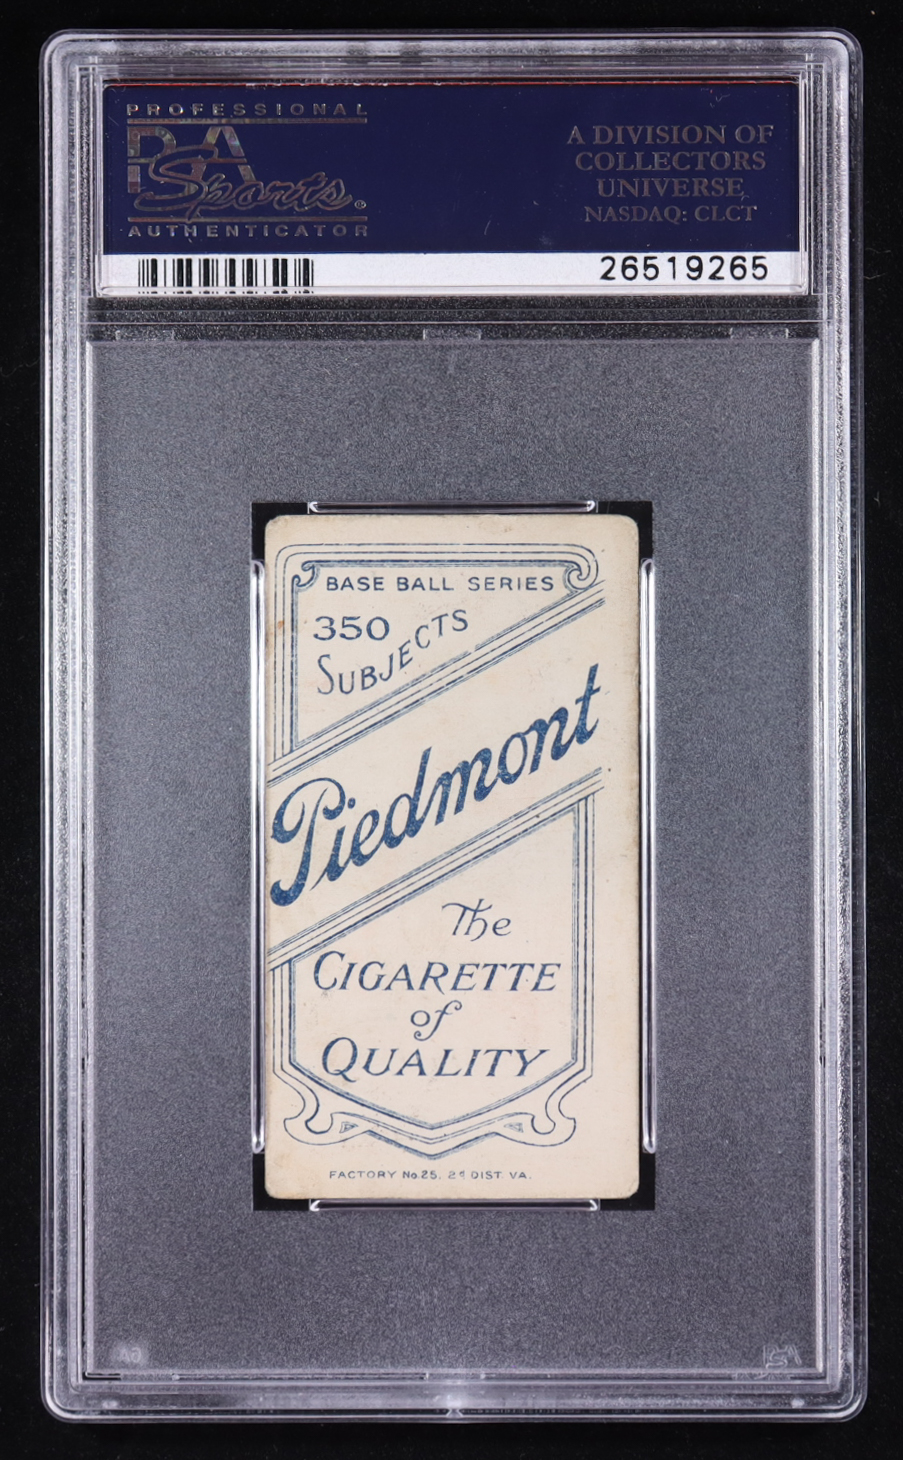 PROFESSIONAL
PSA
Sports®
AUTHENTICATOR
A DIVISION OF
COLLECTORS
UNIVERSE
NASDAQ: CLCT
26519265
BASE BALL SERIES
350
SUBJECTS
Piedmont
The
CIGARETTE
of
QUALITY
FACTORY No. 25, 2d DIST. VA.